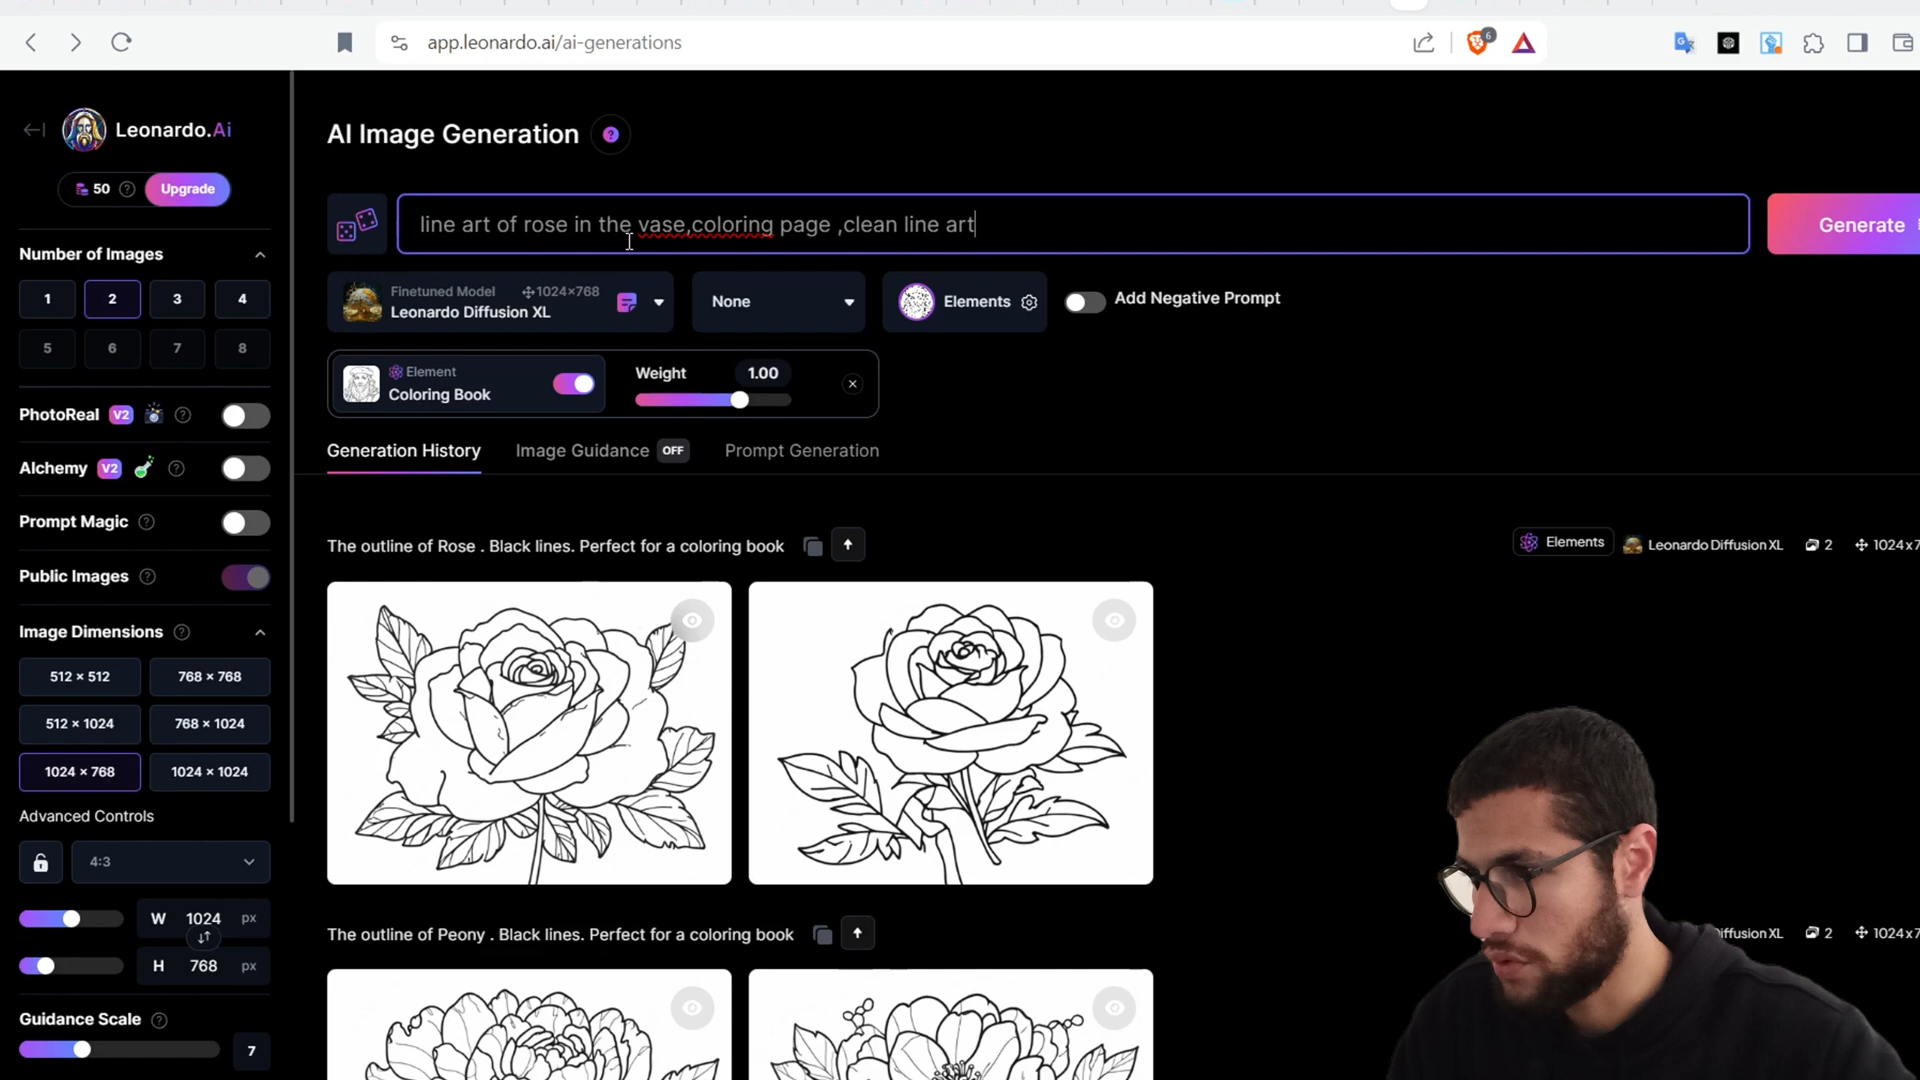 app.leonardo.ai/ai-generations
6
Leonardo.Ai
50
Upgrade
Number of Images
1
2
3
4
5
6
7
8
PhotoReal V2
Alchemy V2
Prompt Magic
Public Images
Image Dimensions
512 × 512
768 × 768
512 × 1024
768 × 1024
1024 × 768
1024 × 1024
Advanced Controls
4:3
W 1024 px
H 768 px
Guidance Scale
7
AI Image Generation
line art of rose in the vase,coloring page ,clean line art
Generate
Finetuned Model 1024×768
Leonardo Diffusion XL
None
Elements
Add Negative Prompt
Element
Coloring Book
Weight 1.00
Generation History
Image Guidance OFF
Prompt Generation
The outline of Rose . Black lines. Perfect for a coloring book
Elements
Leonardo Diffusion XL
2
1024x7
The outline of Peony . Black lines. Perfect for a coloring book
iffusion XL
2
1024x7